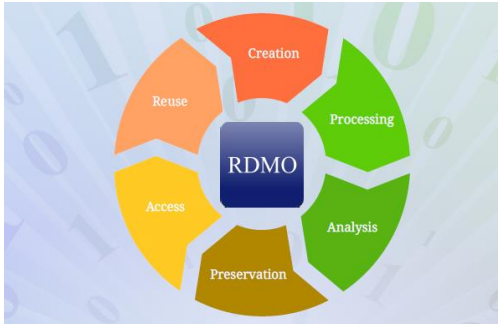 Creation
Processing
Analysis
Preservation
Access
Reuse
RDMO